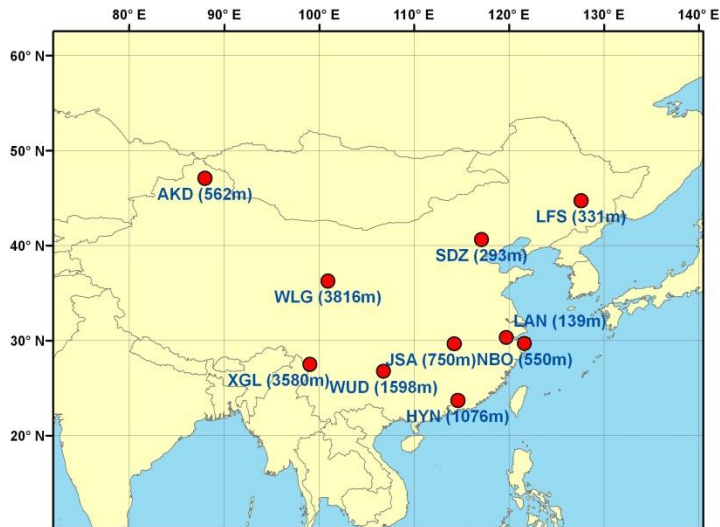 80° E 90° E 100° E 110° E 120° E 130° E 140° E
60° N
50° N
AKD (562m)
LFS (331m)
40° N
SDZ (293m)
WLG (3816m)
LAN (139m)
30° N
JSA (750m) NBO (550m)
XGL (3580m) WUD (1598m)
HYN (1076m)
20° N